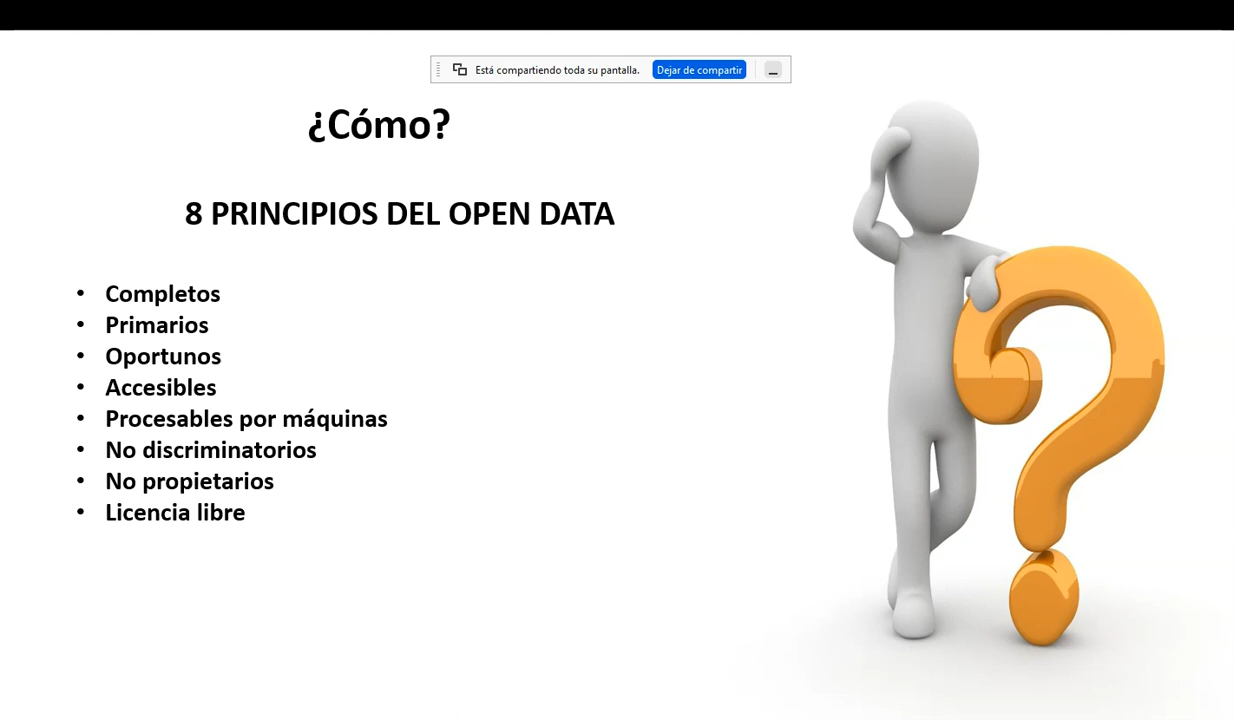 Está compartiendo toda su pantalla. Dejar de compartir
¿Cómo?
8 PRINCIPIOS DEL OPEN DATA
• Completos
• Primarios
• Oportunos
• Accesibles
• Procesables por máquinas
• No discriminatorios
• No propietarios
• Licencia libre